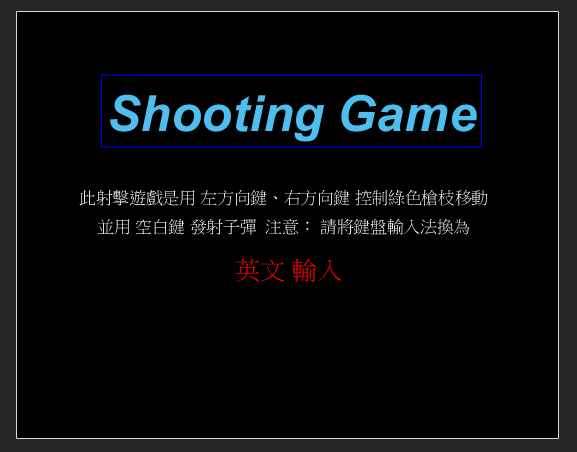 Shooting Game
此射擊遊戲是用 左方向鍵、右方向鍵 控制綠色槍枝移動
並用 空白鍵 發射子彈 注意： 請將鍵盤輸入法換為
英文 輸入